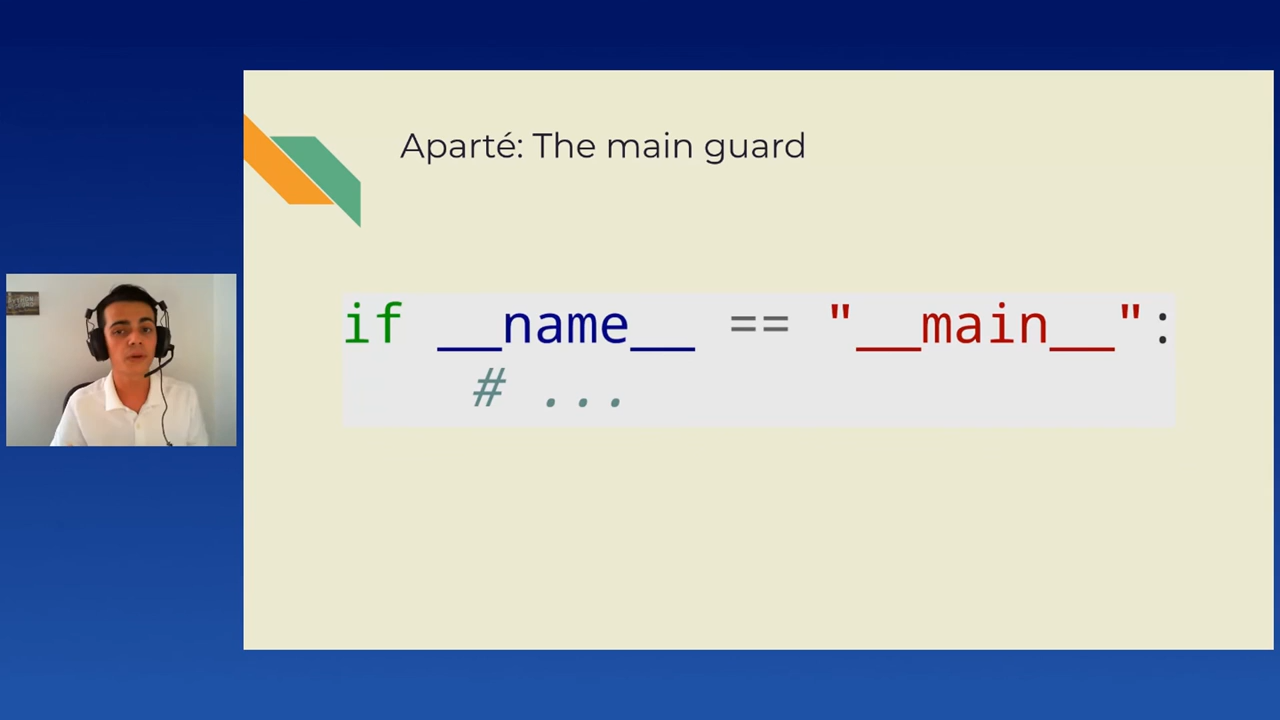 Aparté: The main guard
if __name__ == "__main__":
    # ...